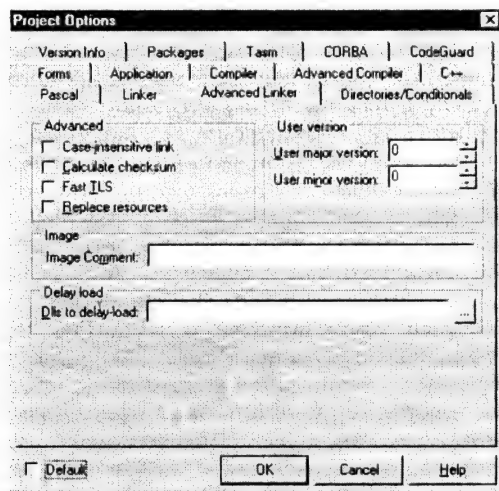 Project Options
Version Info Packages Tasm CORBA CodeGuard
Forms Application Compiler Advanced Compiler C++
Pascal Linker Advanced Linker Directories/Conditionals
Advanced
Case-insensitive link
Calculate checksum
Fast TLS
Replace resources
User version
User major version: 0
User minor version: 0
Image
Image Comment:
Delay load
Dlls to delay-load: ...
Default OK Cancel Help